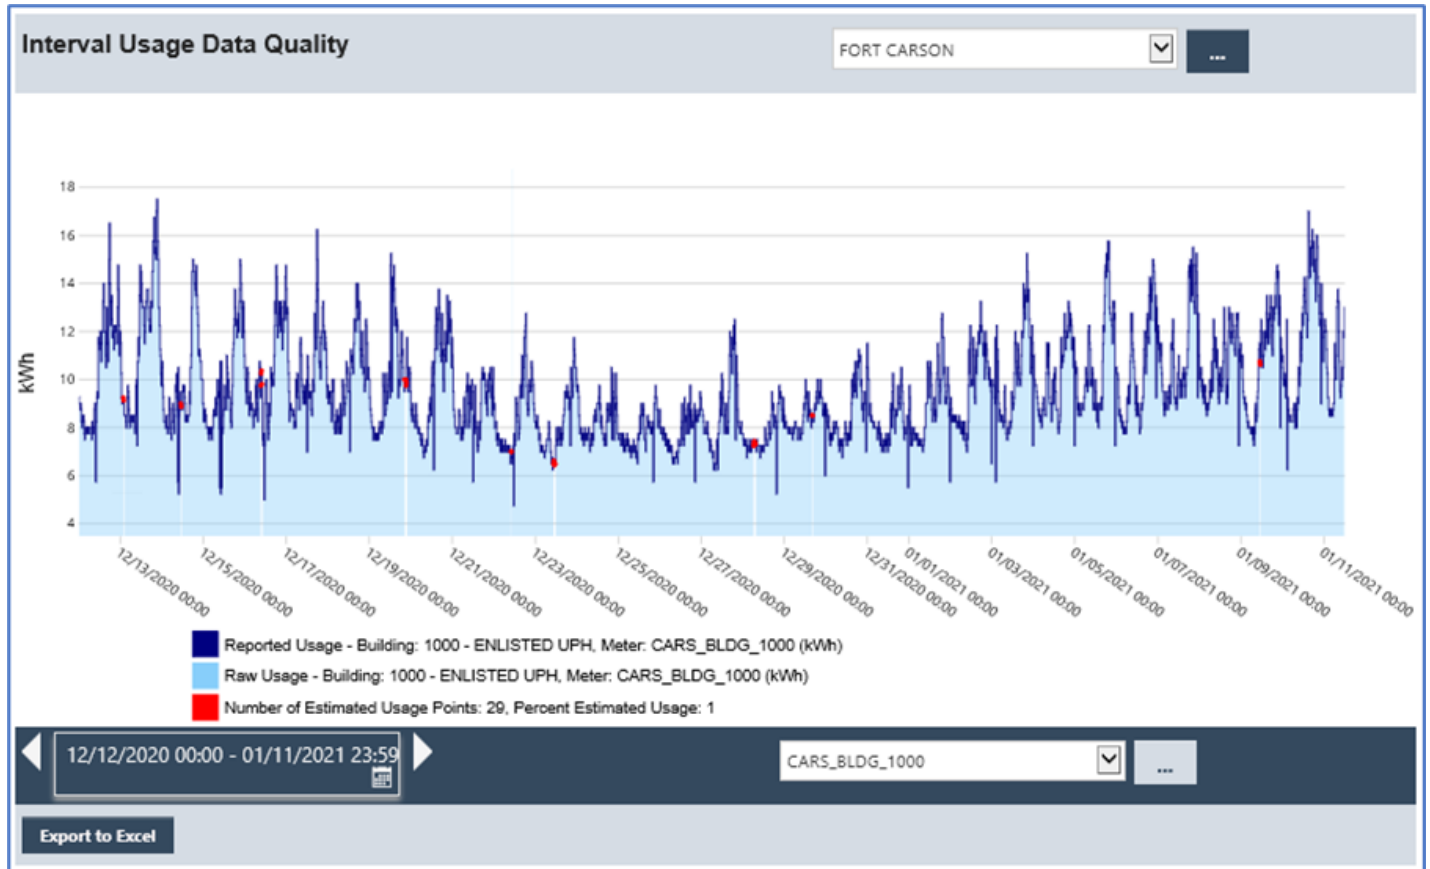 Interval Usage Data Quality
FORT CARSON
...
18
16
14
12
10
8
6
4
kWh
12/13/2020 00:00
12/15/2020 00:00
12/17/2020 00:00
12/19/2020 00:00
12/21/2020 00:00
12/23/2020 00:00
12/25/2020 00:00
12/27/2020 00:00
12/29/2020 00:00
12/31/2020 00:00
01/01/2021 00:00
01/03/2021 00:00
01/05/2021 00:00
01/07/2021 00:00
01/09/2021 00:00
01/11/2021 00:00
Reported Usage - Building: 1000 - ENLISTED UPH, Meter: CARS_BLDG_1000 (kWh)
Raw Usage - Building: 1000 - ENLISTED UPH, Meter: CARS_BLDG_1000 (kWh)
Number of Estimated Usage Points: 29, Percent Estimated Usage: 1
12/12/2020 00:00 - 01/11/2021 23:59
CARS_BLDG_1000
...
Export to Excel